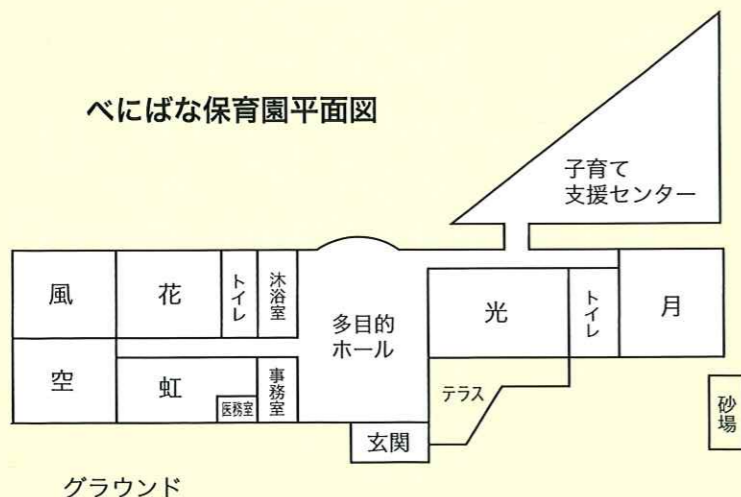 べにばな保育園平面図
子育て
支援センター
風
花
トイレ
沐浴室
多目的
ホール
光
トイレ
月
空
虹
医務室
事務室
テラス
砂場
玄関
グラウンド